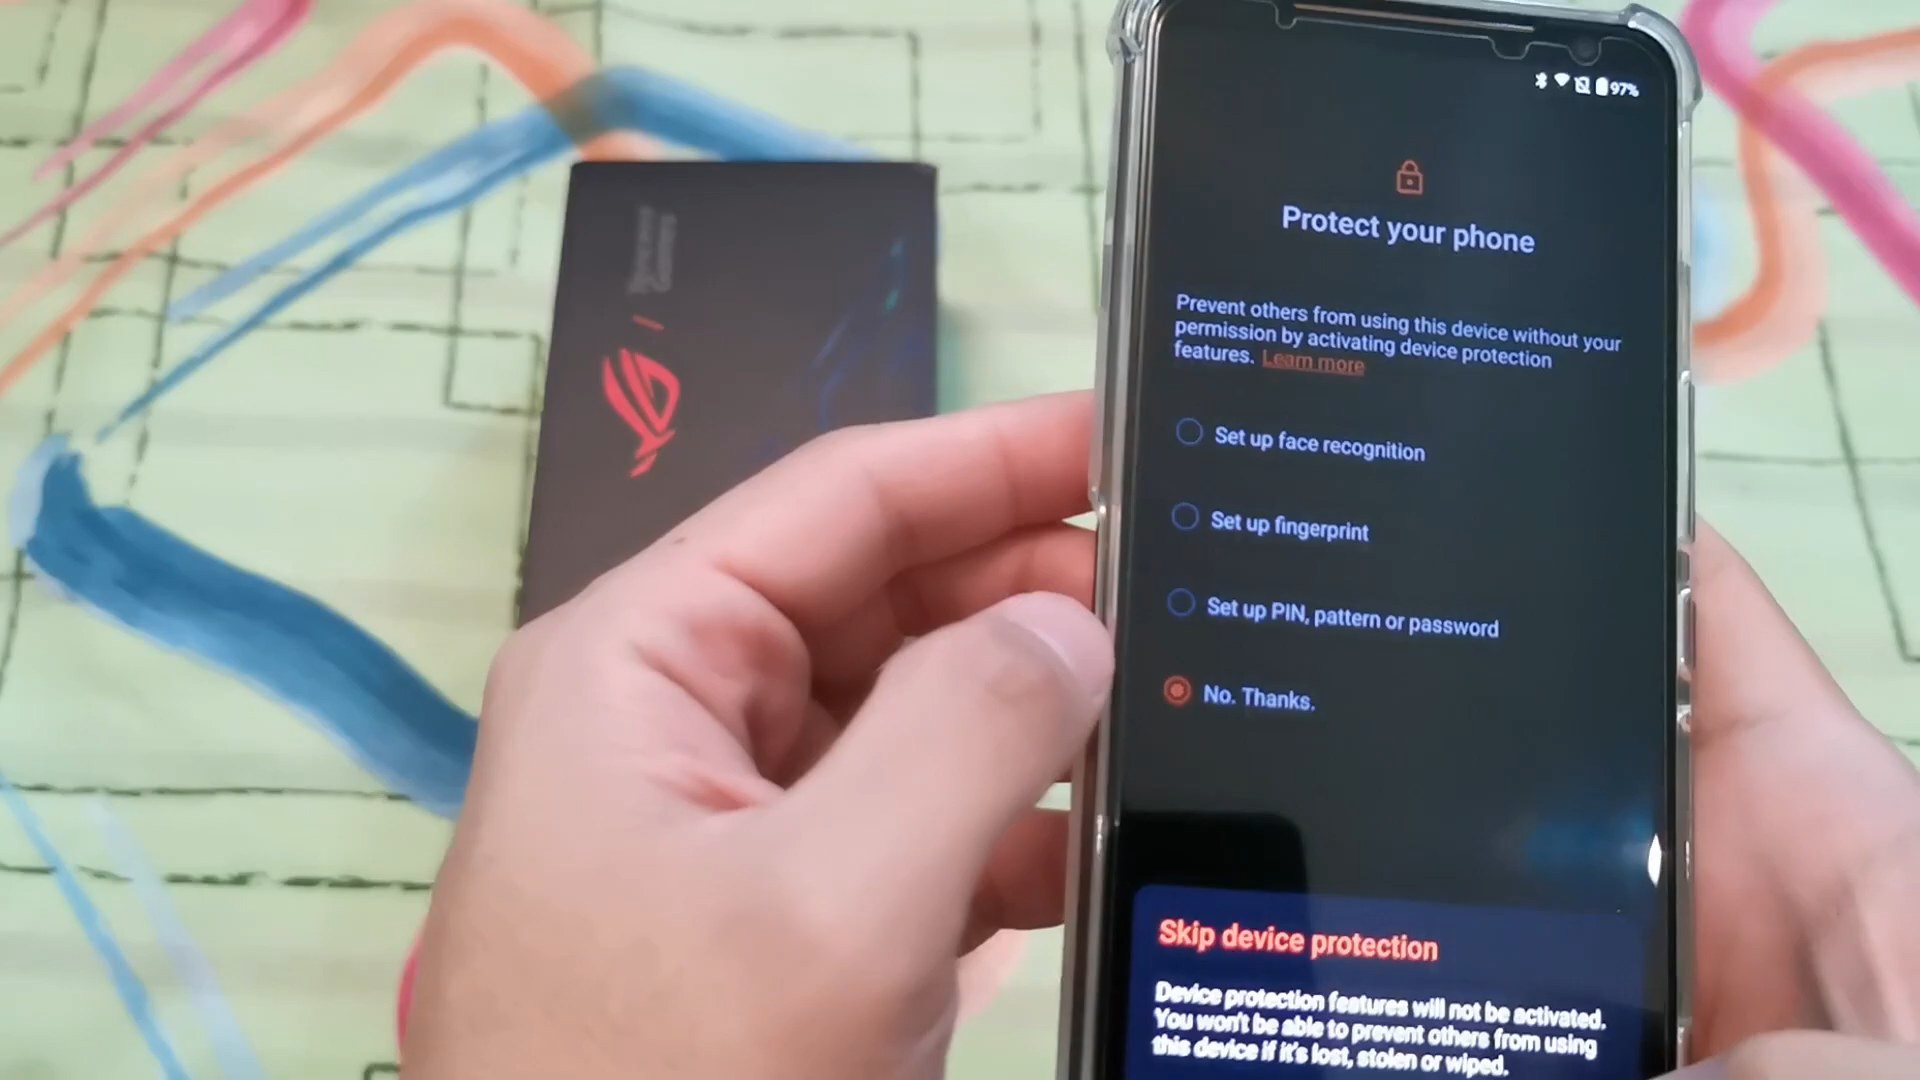 97%
Protect your phone
Prevent others from using this device without your
permission by activating device protection
features. Learn more
Set up face recognition
Set up fingerprint
Set up PIN, pattern or password
No. Thanks.
Skip device protection
Device protection features will not be activated.
You won't be able to prevent others from using
this device if it's lost, stolen or wiped.
Tencent
Games